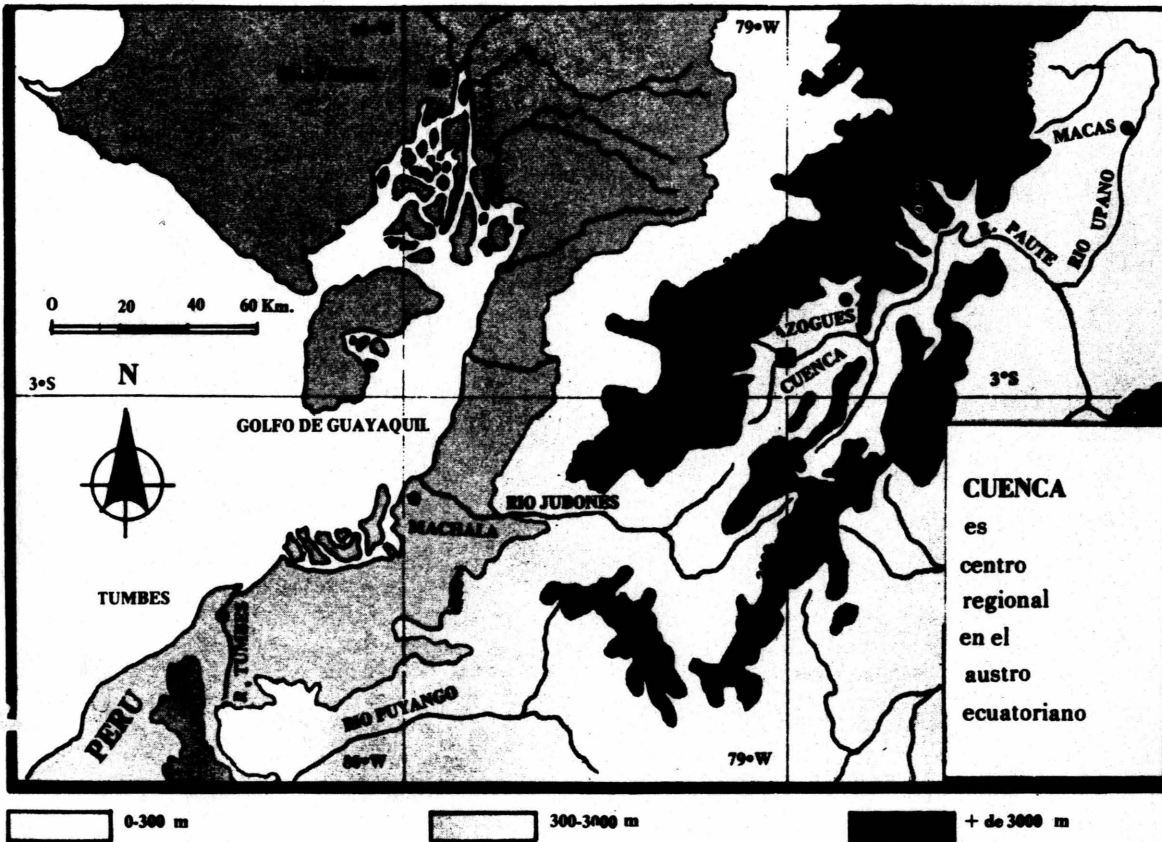 79•W
MACAS
RIO UPANO
R. PAUTE
0 20 40 60 Km.
AZOGUES
CUENCA
3•S
N
3•S
GOLFO DE GUAYAQUIL
RIO JUBONES
MACHALA
TUMBES
R. TUMBES
PERU
RIO PUYANGO
80•W
79•W
CUENCA
es
centro
regional
en el
austro
ecuatoriano
0-300 m
300-3000 m
+ de 3000 m